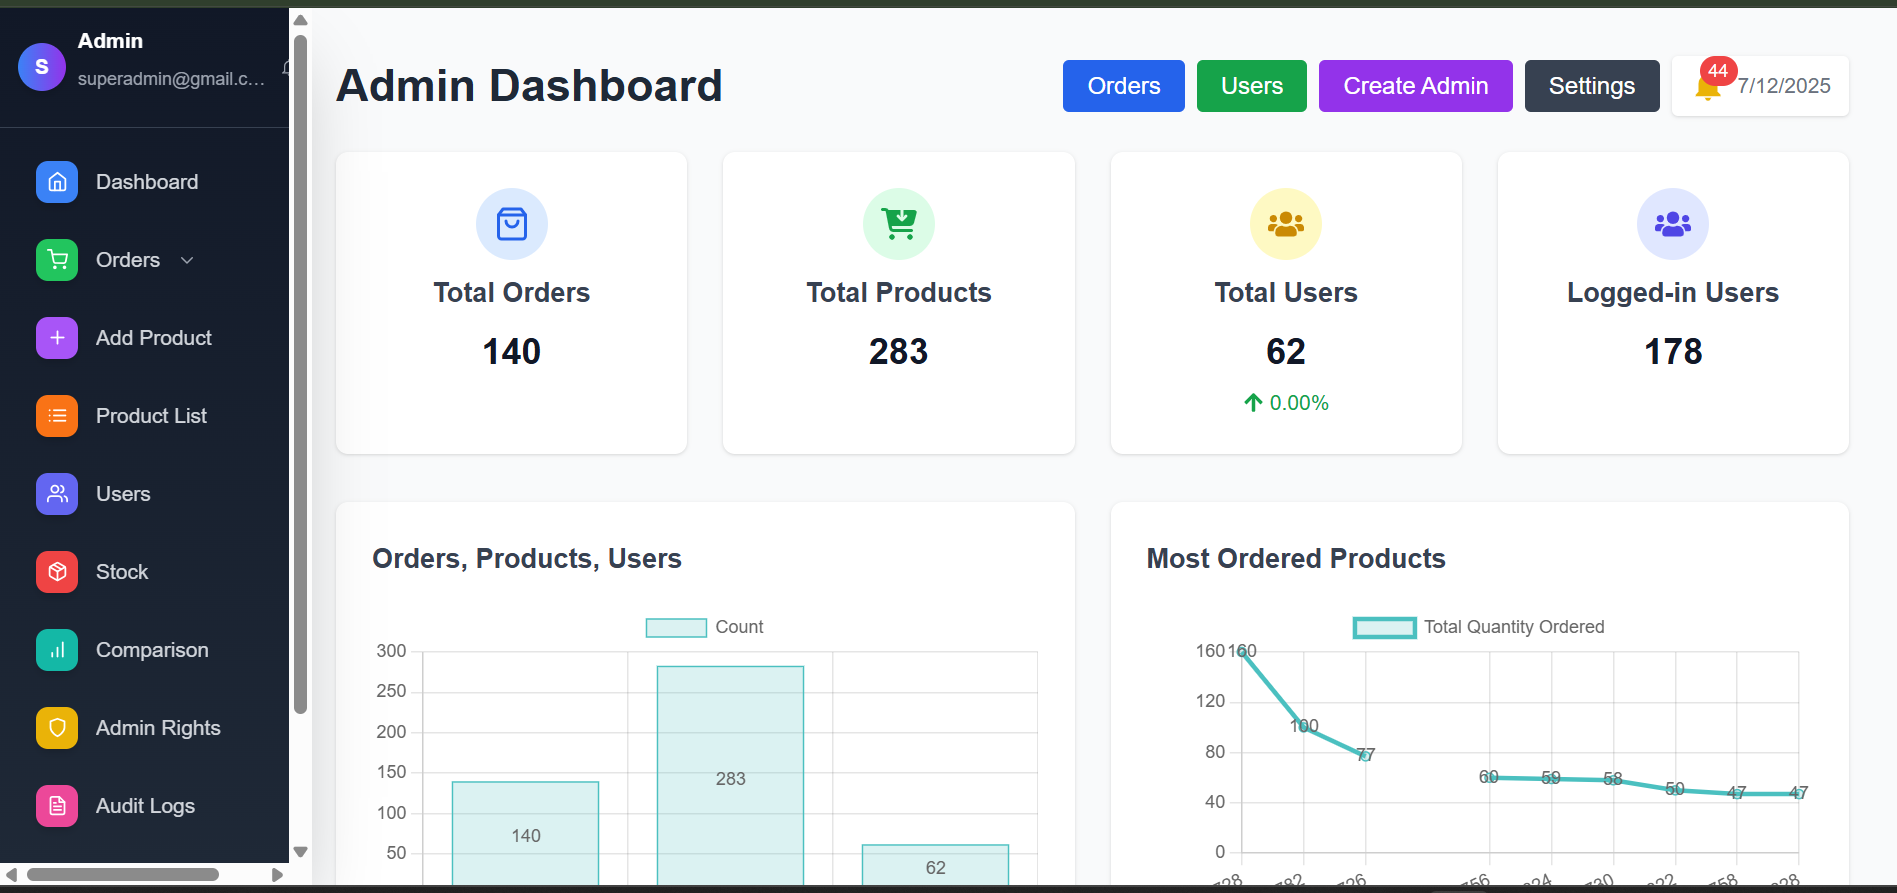 S
Admin
superadmin@gmail.c...
Dashboard
Orders
Add Product
Product List
Users
Stock
Comparison
Admin Rights
Audit Logs
Admin Dashboard
Orders
Users
Create Admin
Settings
44
7/12/2025
Total Orders
140
Total Products
283
Total Users
62
0.00%
Logged-in Users
178
Orders, Products, Users
Count
300
250
200
150
100
50
140
283
62
Most Ordered Products
Total Quantity Ordered
160
120
80
40
0
160
100
77
60
59
58
50
47
47